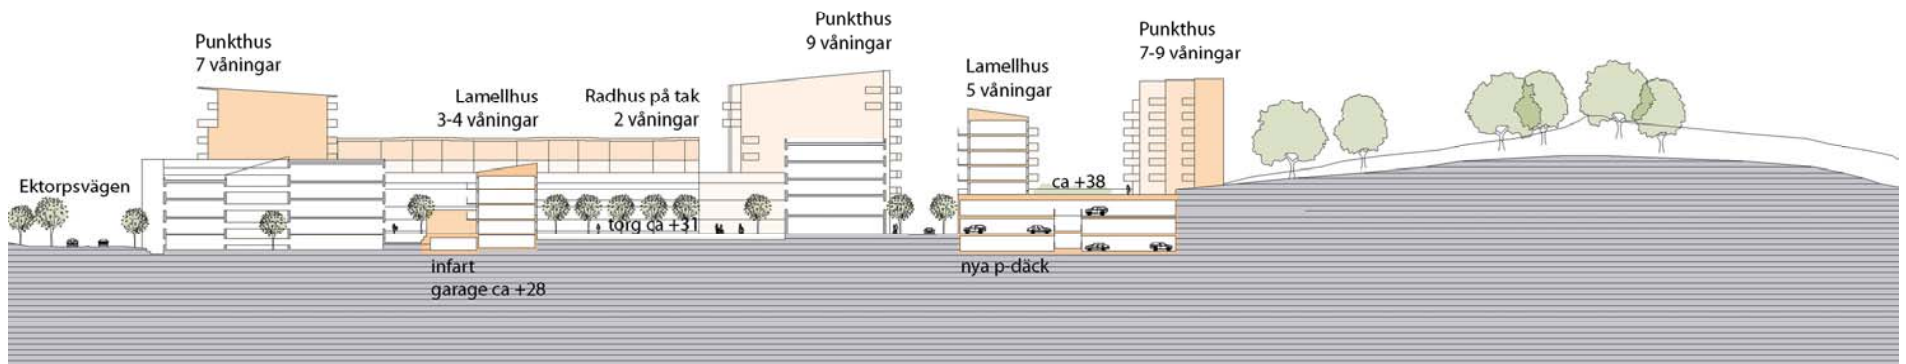 Punkthus
7 våningar
Lamellhus
3-4 våningar
Radhus på tak
2 våningar
Punkthus
9 våningar
Lamellhus
5 våningar
Punkthus
7-9 våningar
Ektorpsvägen
ca +38
torg ca +31
infart
garage ca +28
nya p-däck